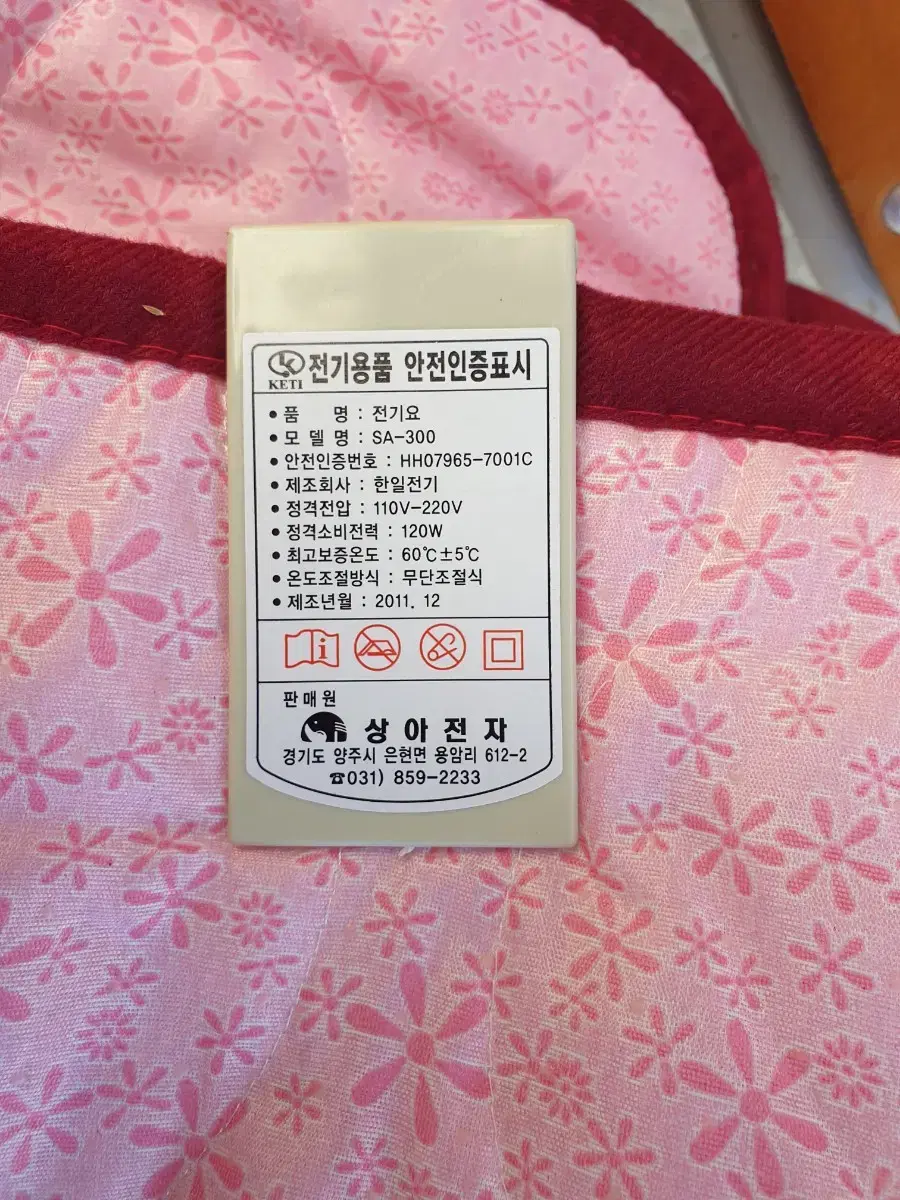 KETI 전기용품 안전인증표시
• 품 명 : 전기요
• 모델명 : SA-300
• 안전인증번호 : HH07965-7001C
• 제조회사 : 한일전기
• 정격전압 : 110V-220V
• 정격소비전력 : 120W
• 최고보증온도 : 60℃±5℃
• 온도조절방식 : 무단조절식
• 제조년월 : 2011. 12
판매원
상아전자
경기도 양주시 은현면 용암리 612-2
☎031) 859-2233